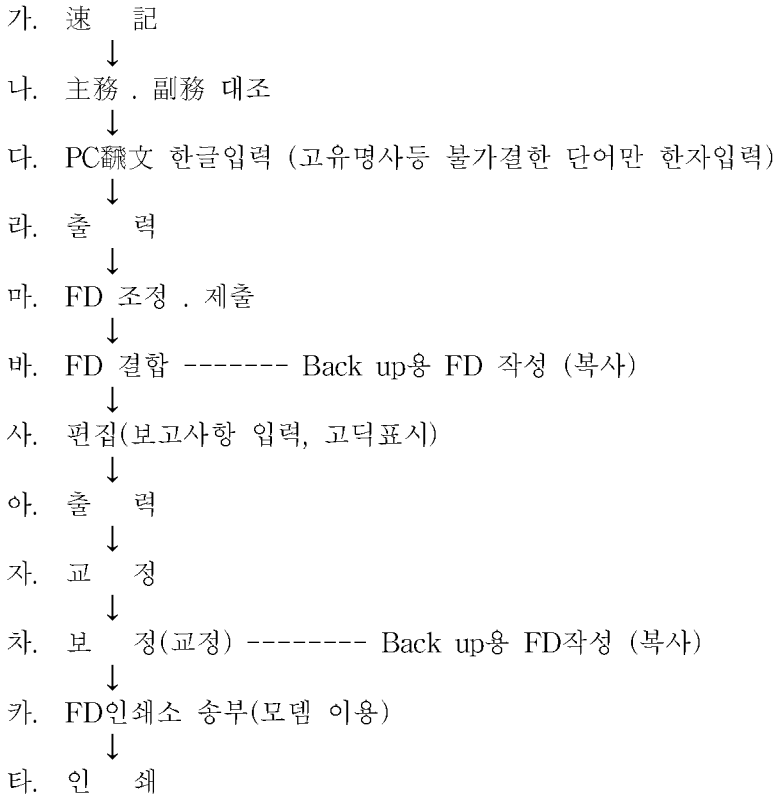 가. 速 記
↓
나. 主務 . 副務 대조
↓
다. PC飜文 한글입력 (고유명사등 불가결한 단어만 한자입력)
↓
라. 출 력
↓
마. FD 조정 . 제출
↓
바. FD 결합 ------- Back up용 FD 작성 (복사)
↓
사. 편집(보고사항 입력, 고딕표시)
↓
아. 출 력
↓
자. 교 정
↓
차. 보 정(교정) -------- Back up용 FD작성 (복사)
↓
카. FD인쇄소 송부(모뎀 이용)
↓
타. 인 쇄